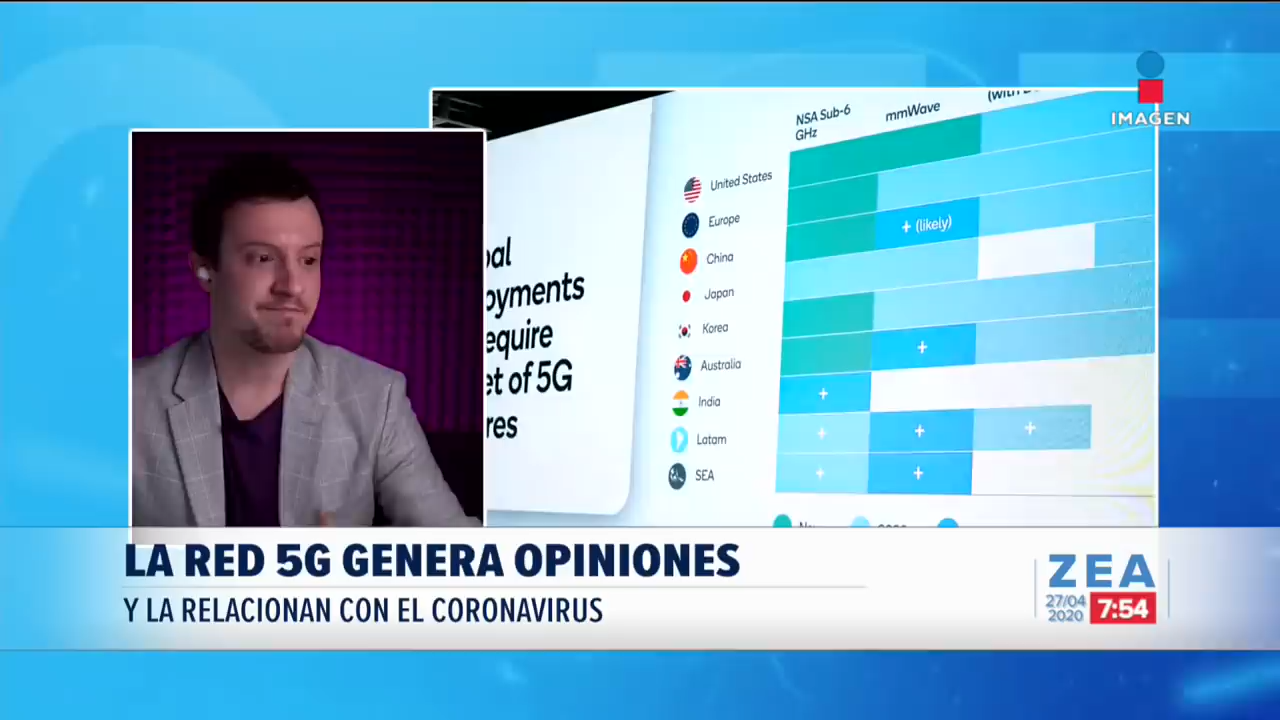 IMAGEN
NSA Sub-6
GHz
mmWave
United States
Europe
China
Japan
Korea
Australia
India
Latam
SEA
+ (likely)
+
+
+ + +
+ +
oyments
equire
et of 5G
res
LA RED 5G GENERA OPINIONES
Y LA RELACIONAN CON EL CORONAVIRUS
ZEA
27/04
2020
7:54